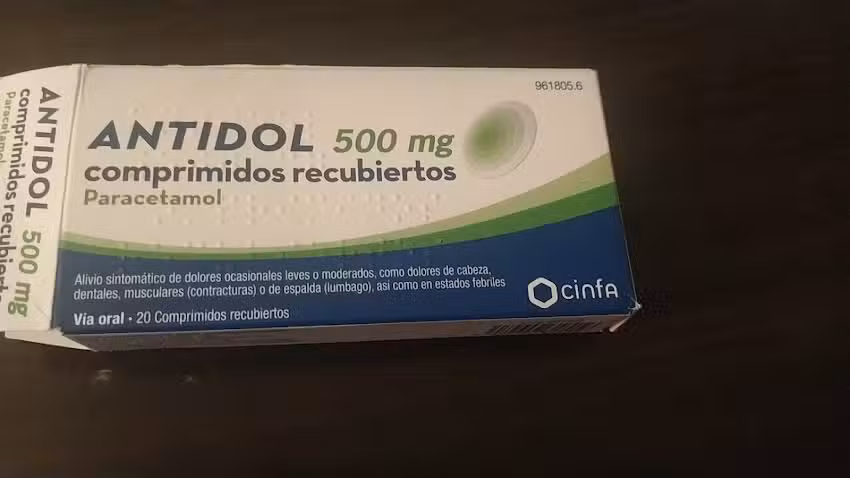 961805.6
ANTIDOL 500 mg
comprimidos recubiertos
Paracetamol
Alivio sintomático de dolores ocasionales leves o moderados, como dolores de cabeza,
dentales, musculares (contracturas) o de espalda (lumbago), así como en estados febriles
Vía oral • 20 Comprimidos recubiertos
cinfa
ANTIDOL 500 mg
comprimidos
Paracetamol